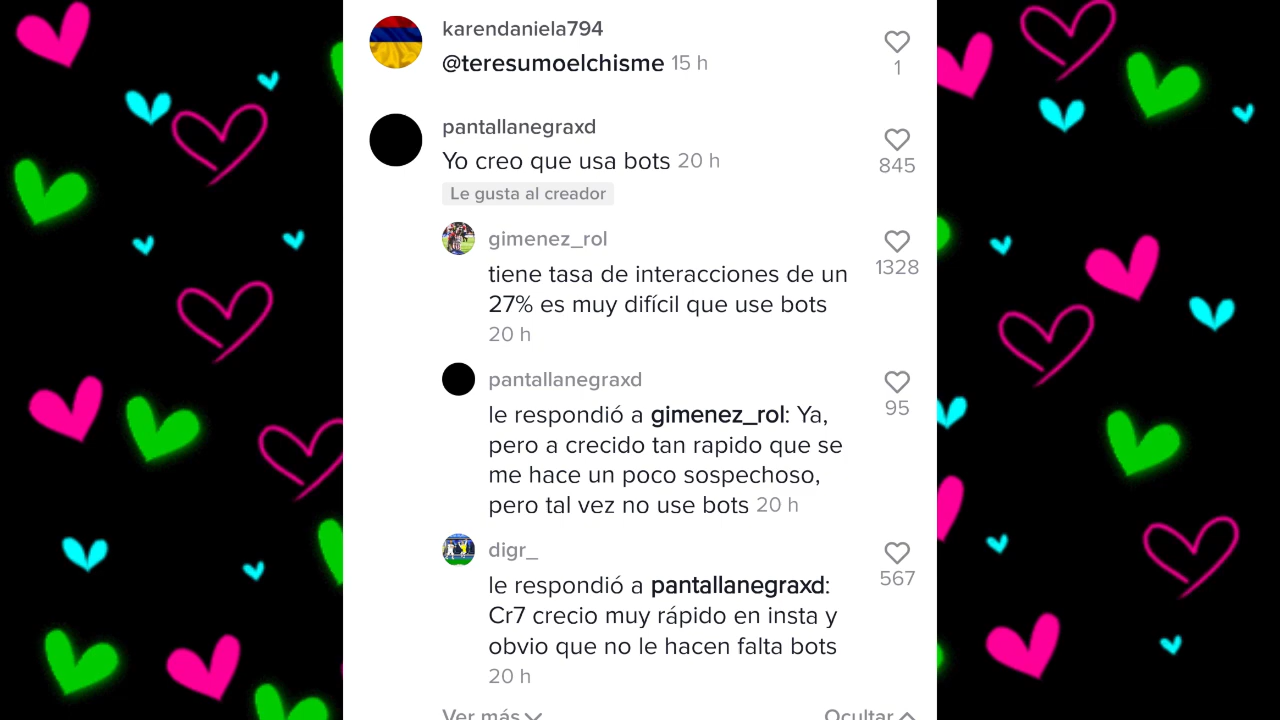 karendaniela794
@teresumoelchisme 15 h
1
pantallanegraxd
Yo creo que usa bots 20 h
845
Le gusta al creador
gimenez_rol
tiene tasa de interacciones de un
27% es muy difícil que use bots
20 h
1328
pantallanegraxd
le respondió a gimenez_rol: Ya,
pero a crecido tan rapido que se
me hace un poco sospechoso,
pero tal vez no use bots 20 h
95
digr_
le respondió a pantallanegraxd:
Cr7 crecio muy rápido en insta y
obvio que no le hacen falta bots
20 h
567
Ver más
Ocultar